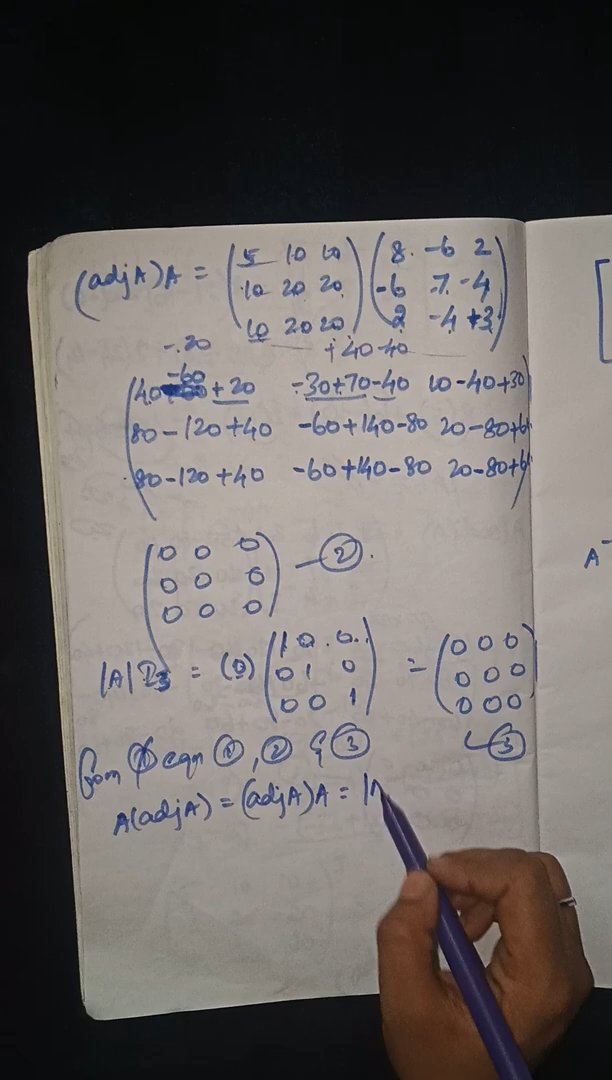 (adjA)A = (5 10 10) (8 -6 2)
(10 20 20) (-6 7 -4)
(10 20 20) (2 -4 +3)
-20 +40-40
-60
(40 +20 -30+70-40 10-40+30)
80-120+40 -60+140-80 20-80+6
80-120+40 -60+140-80 20-80+6
(0 0 0)
0 0 0 — ②.
0 0 0
|A|I3 = (0) (1 0 0) = (0 0 0)
0 1 0 0 0 0
0 0 1 0 0 0
③
from eqn ①, ② & ③
A(adjA) = (adjA)A = |A
[
A-